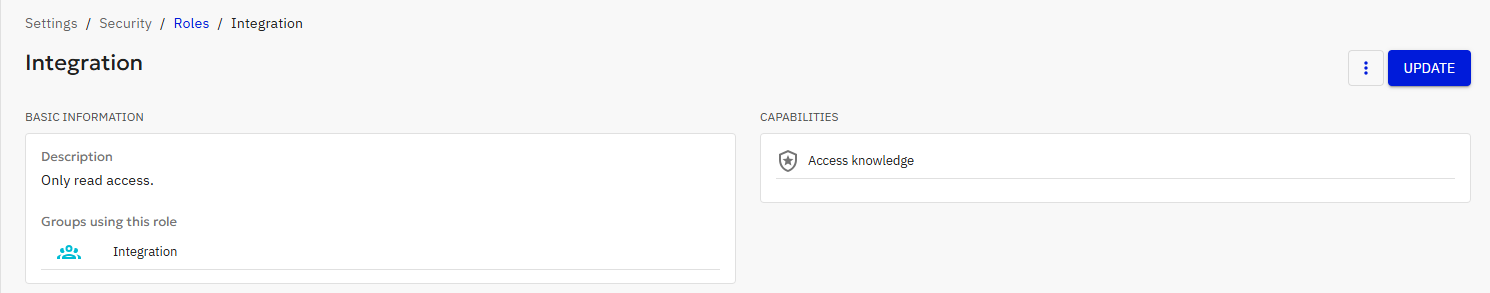 Settings / Security / Roles / Integration
Integration
UPDATE
BASIC INFORMATION
Description
Only read access.
Groups using this role
Integration
CAPABILITIES
Access knowledge